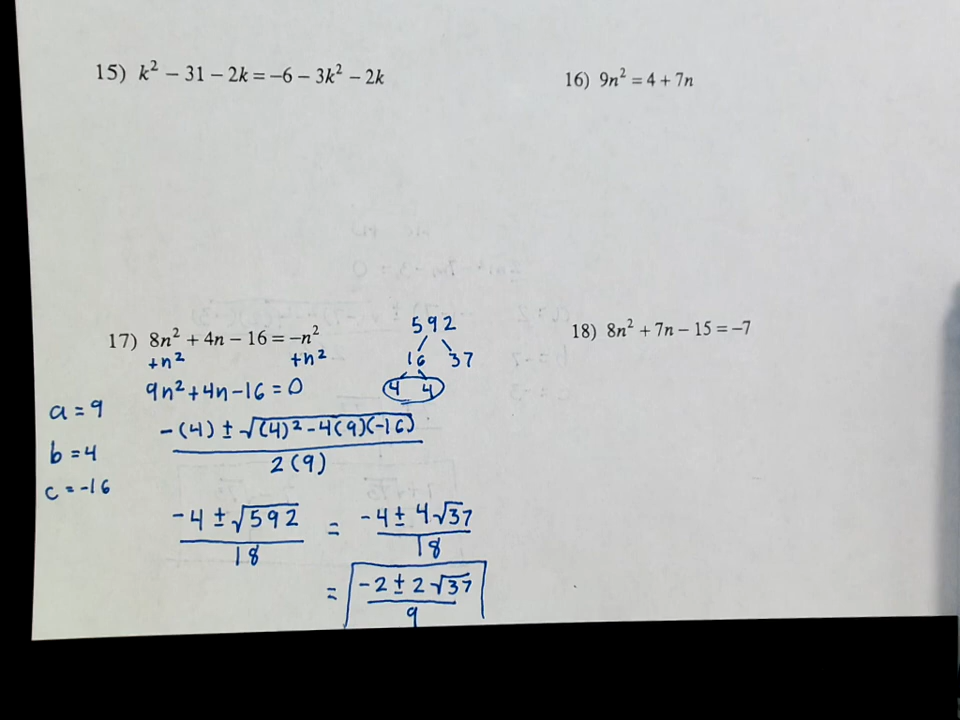 15) k² − 31 − 2k = −6 − 3k² − 2k
16) 9n² = 4 + 7n
17) 8n² + 4n − 16 = −n²
+n² +n²
9n² + 4n − 16 = 0
592
16 37
4 4
a = 9
b = 4
c = -16
-(4) ± √(4)² - 4(9)(-16)
2(9)
-4 ± √592 = -4 ± 4√37
18 18
= -2 ± 2√37
9
18) 8n² + 7n − 15 = −7